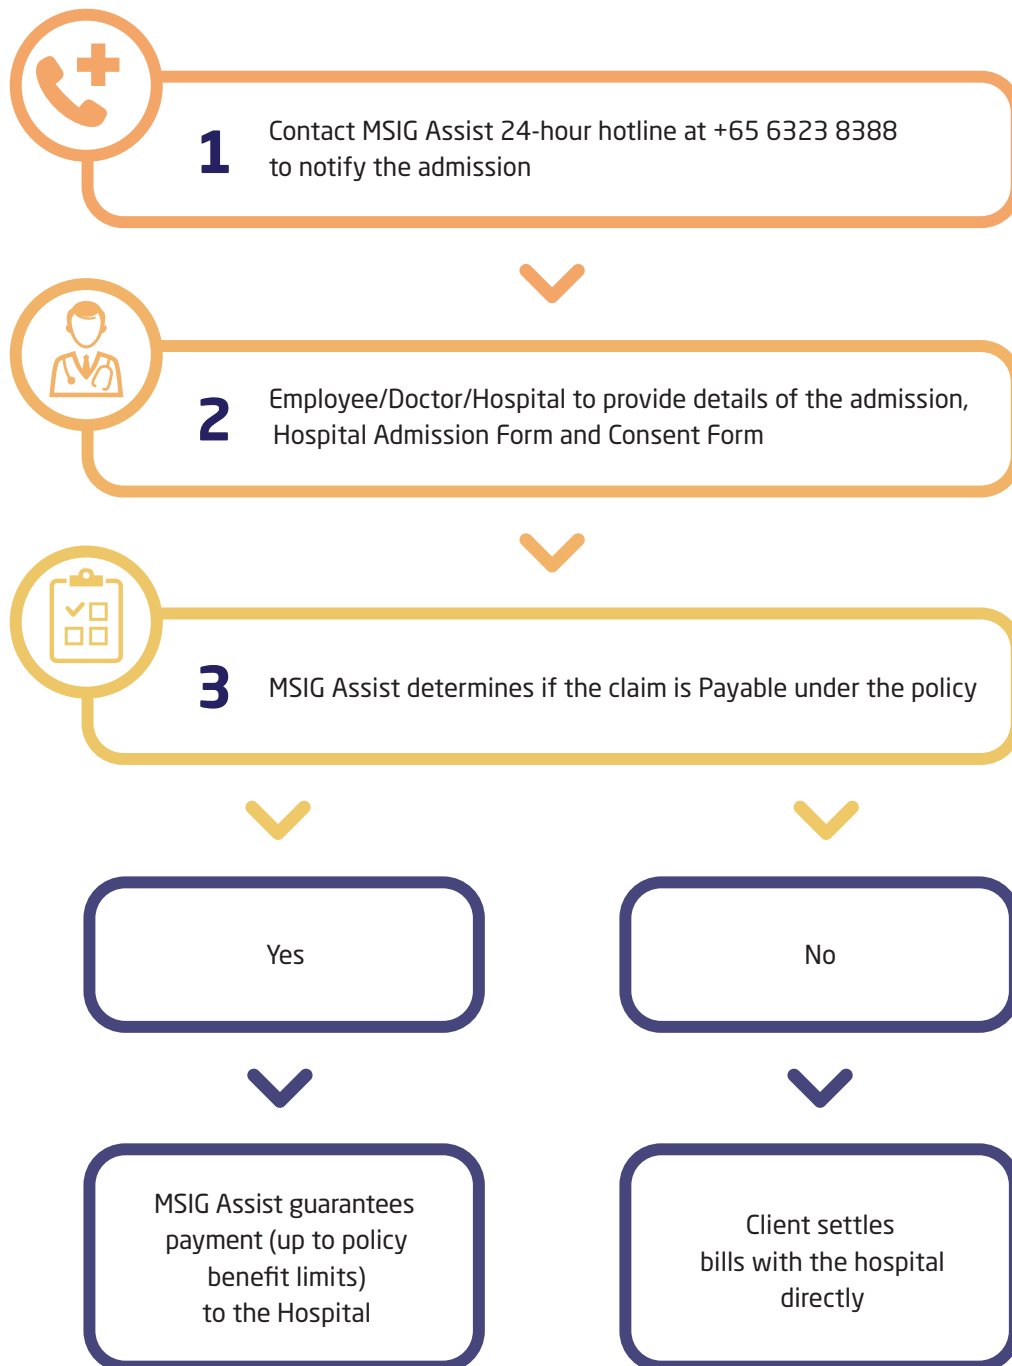 1
Contact MSIG Assist 24-hour hotline at +65 6323 8388
to notify the admission
2
Employee/Doctor/Hospital to provide details of the admission,
Hospital Admission Form and Consent Form
3
MSIG Assist determines if the claim is Payable under the policy
Yes
No
MSIG Assist guarantees
payment (up to policy
benefit limits)
to the Hospital
Client settles
bills with the hospital
directly